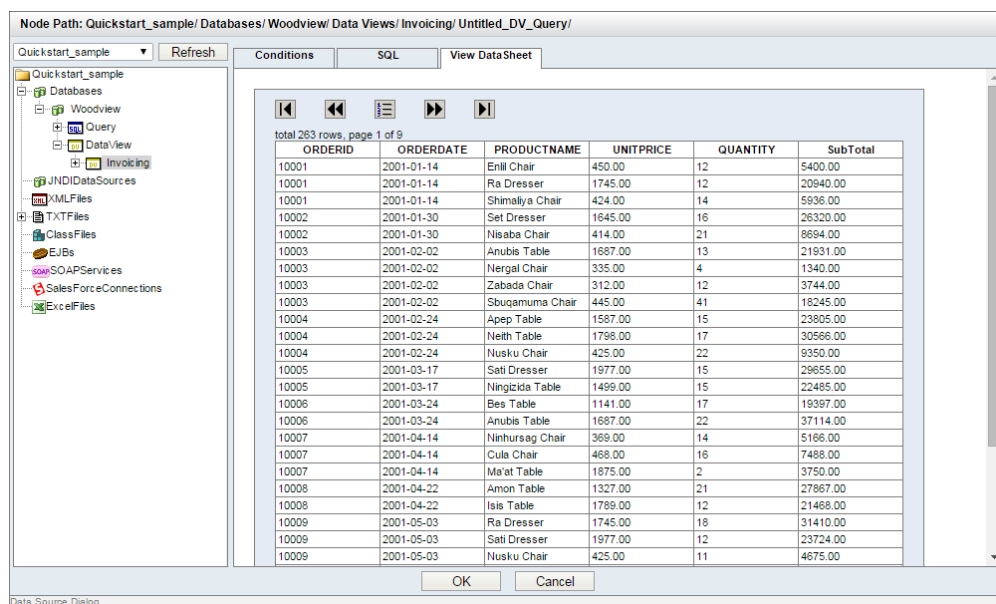 Node Path: Quickstart_sample/ Databases/ Woodview/ Data Views/ Invoicing/ Untitled_DV_Query/
Quickstart_sample Refresh
Conditions SQL View DataSheet
Quickstart_sample
Databases
Woodview
Query
DataView
Invoicing
JNDIDataSources
XMLFiles
TXTFiles
ClassFiles
EJBs
SOAPServices
SalesForceConnections
ExcelFiles
total 263 rows, page 1 of 9
ORDERID ORDERDATE PRODUCTNAME UNITPRICE QUANTITY SubTotal
10001 2001-01-14 Enlil Chair 450.00 12 5400.00
10001 2001-01-14 Ra Dresser 1745.00 12 20940.00
10001 2001-01-14 Shimaliya Chair 424.00 14 5936.00
10002 2001-01-30 Set Dresser 1645.00 16 26320.00
10002 2001-01-30 Nisaba Chair 414.00 21 8694.00
10003 2001-02-02 Anubis Table 1687.00 13 21931.00
10003 2001-02-02 Nergal Chair 335.00 4 1340.00
10003 2001-02-02 Zabada Chair 312.00 12 3744.00
10003 2001-02-02 Sbuqamuma Chair 445.00 41 18245.00
10004 2001-02-24 Apep Table 1587.00 15 23805.00
10004 2001-02-24 Neith Table 1798.00 17 30566.00
10004 2001-02-24 Nusku Chair 425.00 22 9350.00
10005 2001-03-17 Sati Dresser 1977.00 15 29655.00
10005 2001-03-17 Ningizida Table 1499.00 15 22485.00
10006 2001-03-24 Bes Table 1141.00 17 19397.00
10006 2001-03-24 Anubis Table 1687.00 22 37114.00
10007 2001-04-14 Ninhursag Chair 369.00 14 5166.00
10007 2001-04-14 Cula Chair 468.00 16 7488.00
10007 2001-04-14 Ma'at Table 1875.00 2 3750.00
10008 2001-04-22 Amon Table 1327.00 21 27867.00
10008 2001-04-22 Isis Table 1789.00 12 21468.00
10009 2001-05-03 Ra Dresser 1745.00 18 31410.00
10009 2001-05-03 Sati Dresser 1977.00 12 23724.00
10009 2001-05-03 Nusku Chair 425.00 11 4675.00
OK Cancel
Data Source Dialog